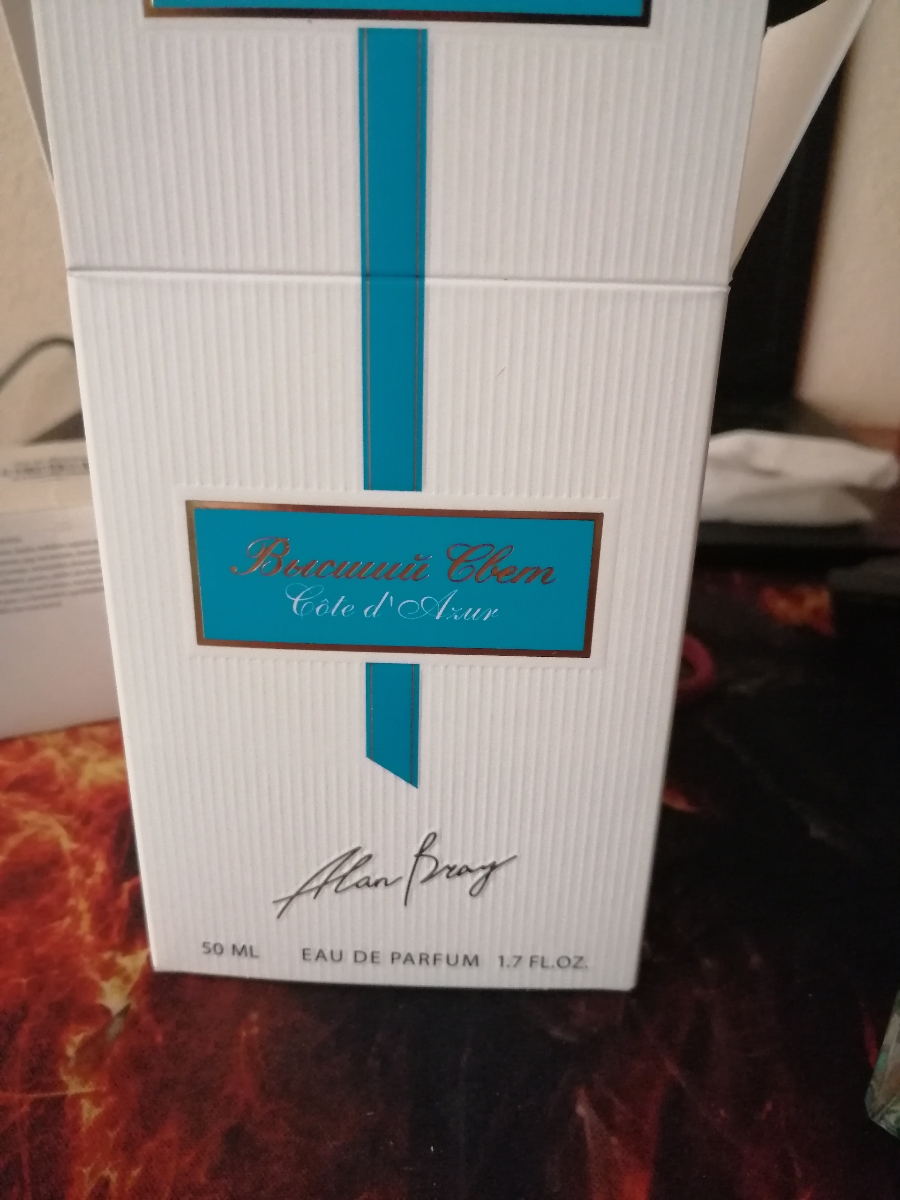 Высший Свет
Côte d'Azur
Alan Bray
50 ML EAU DE PARFUM 1.7 FL.OZ.